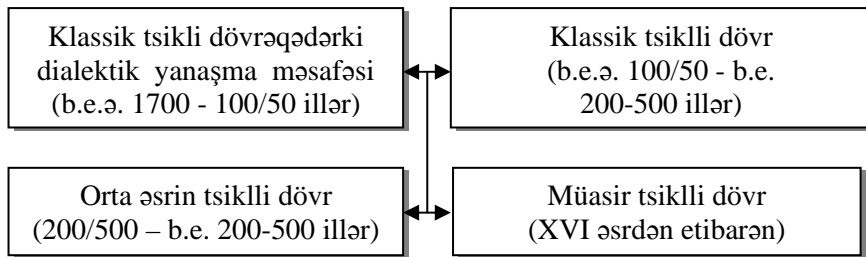 Klassik tsikli dövrəqədərki
dialektik yanaşma məsafəsi
(b.e.ə. 1700 - 100/50 illər)
Klassik tsiklli dövr
(b.e.ə. 100/50 - b.e.
200-500 illər)
Orta əsrin tsiklli dövr
(200/500 – b.e. 200-500 illər)
Müasir tsiklli dövr
(XVI əsrdən etibarən)